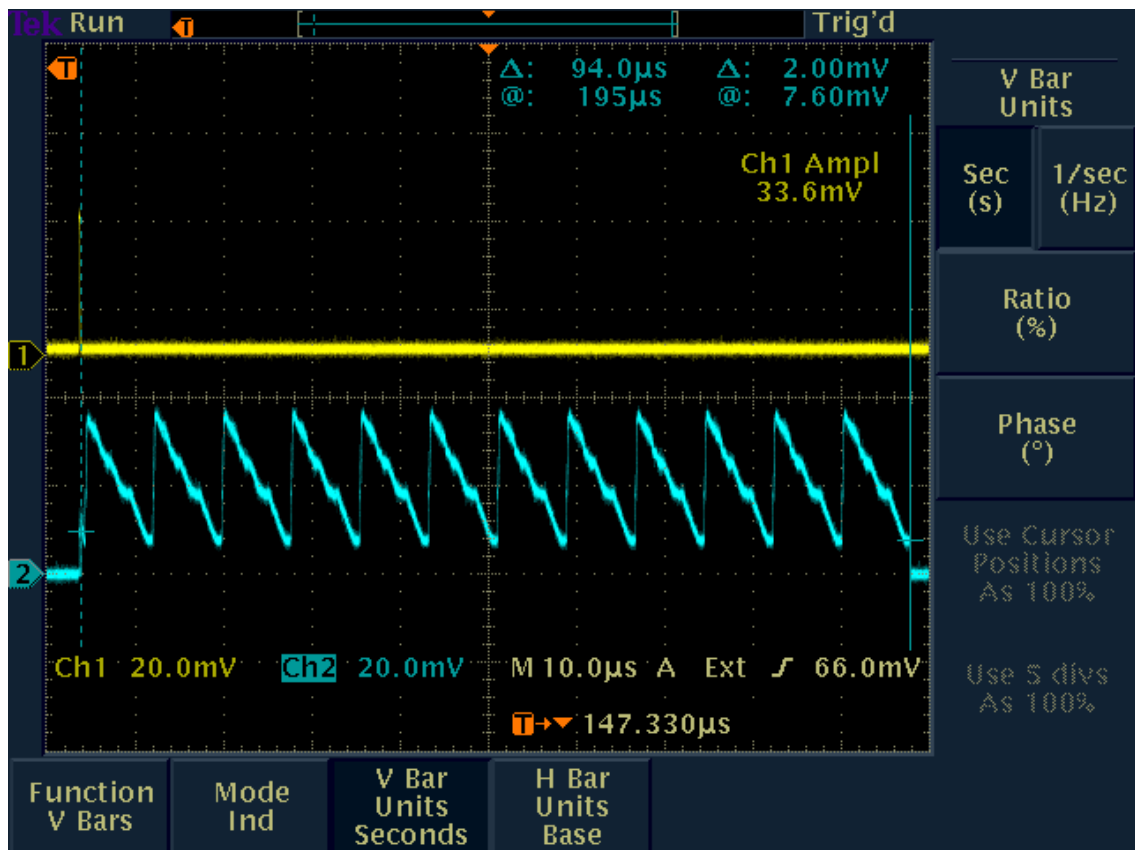 Tek Run T Trig'd
T
Δ: 94.0µs Δ: 2.00mV
@: 195µs @: 7.60mV
Ch1 Ampl
33.6mV
1
2
Ch1 20.0mV Ch2 20.0mV M 10.0µs A Ext 66.0mV
T 147.330µs
V Bar
Units
Sec
(s)
1/sec
(Hz)
Ratio
(%)
Phase
(°)
Use Cursor
Positions
As 100%
Use 5 divs
As 100%
Function
V Bars
Mode
Ind
V Bar
Units
Seconds
H Bar
Units
Base